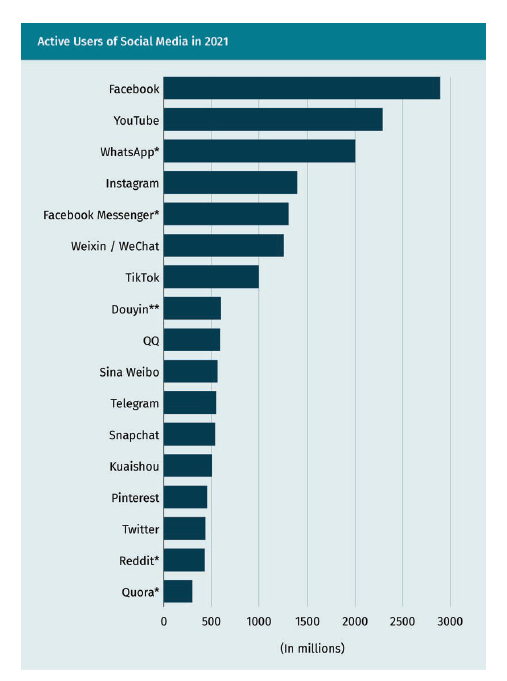 Active Users of Social Media in 2021
Facebook
YouTube
WhatsApp*
Instagram
Facebook Messenger*
Weixin / WeChat
TikTok
Douyin**
QQ
Sina Weibo
Telegram
Snapchat
Kuaishou
Pinterest
Twitter
Reddit*
Quora*
0 500 1000 1500 2000 2500 3000
(In millions)